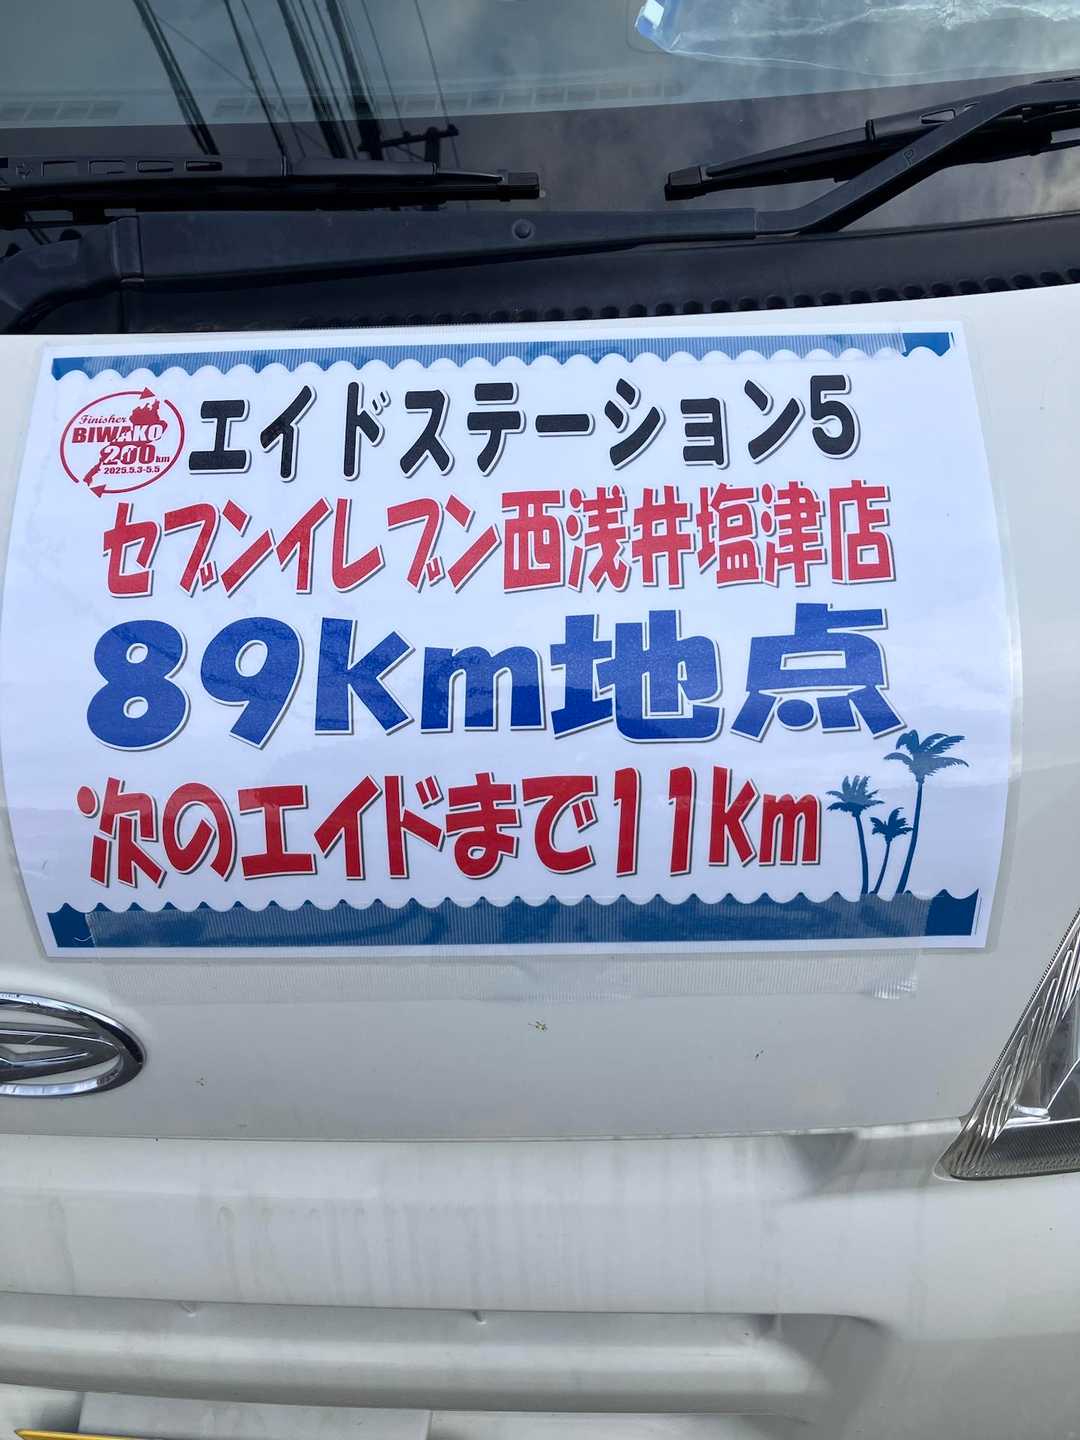 エイドステーション5
Finisher
BIWAKO
200km
2025.5.3-5.5
セブンイレブン西浅井塩津店
89km地点
次のエイドまで11km
P